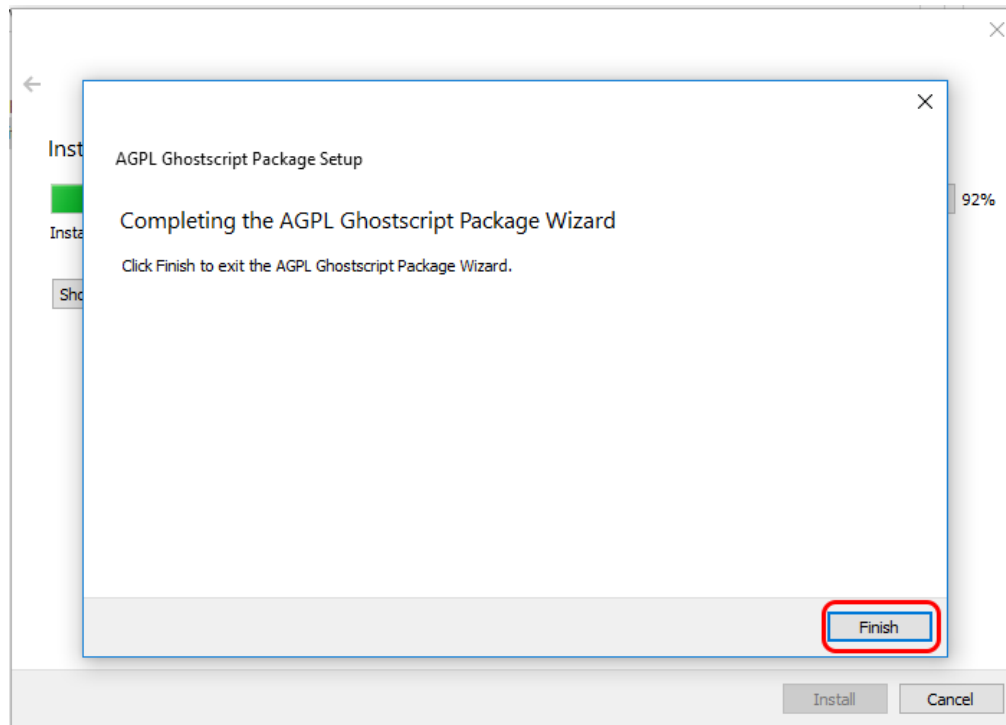 AGPL Ghostscript Package Setup
Inst
Completing the AGPL Ghostscript Package Wizard
92%
Insta
Click Finish to exit the AGPL Ghostscript Package Wizard.
Sho
Finish
Install
Cancel